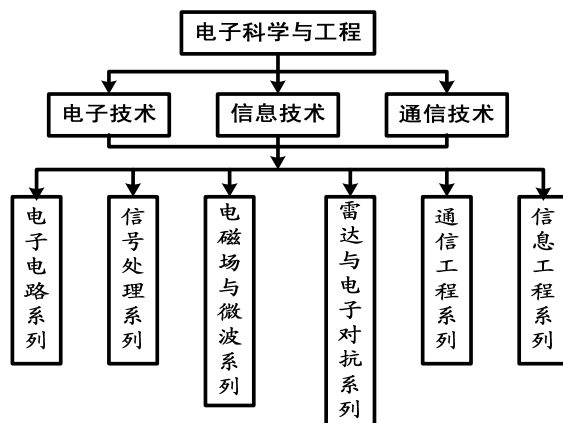 电子科学与工程
电子技术
信息技术
通信技术
电子电路系列
信号处理系列
电磁场与微波系列
雷达与电子对抗系列
通信工程系列
信息工程系列